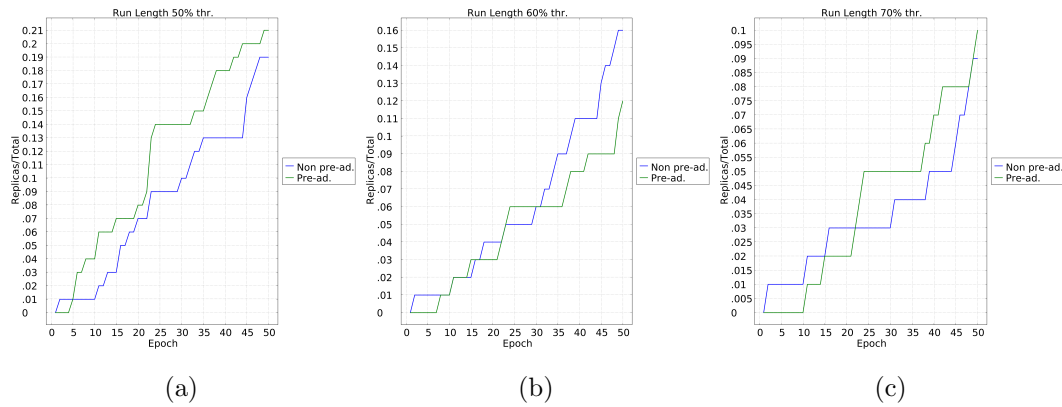 Run Length 50% thr.
0.21
0.2
0.19
0.18
0.17
0.16
0.15
0.14
0.13
0.12
0.11
0.1
.09
.08
.07
.06
.05
.04
.03
.02
.01
0
Replicas/Total
0 5 10 15 20 25 30 35 40 45 50
Epoch
Non pre-ad.
Pre-ad.
(a)
Run Length 60% thr.
0.16
0.15
0.14
0.13
0.12
0.11
0.1
.09
.08
.07
.06
.05
.04
.03
.02
.01
0
Replicas/Total
0 5 10 15 20 25 30 35 40 45 50
Epoch
Non pre-ad.
Pre-ad.
(b)
Run Length 70% thr.
0.1
.095
.09
.085
.08
.075
.07
.065
.06
.055
.05
.045
.04
.035
.03
.025
.02
.015
.01
.005
0
Replicas/Total
0 5 10 15 20 25 30 35 40 45 50
Epoch
Non pre-ad.
Pre-ad.
(c)